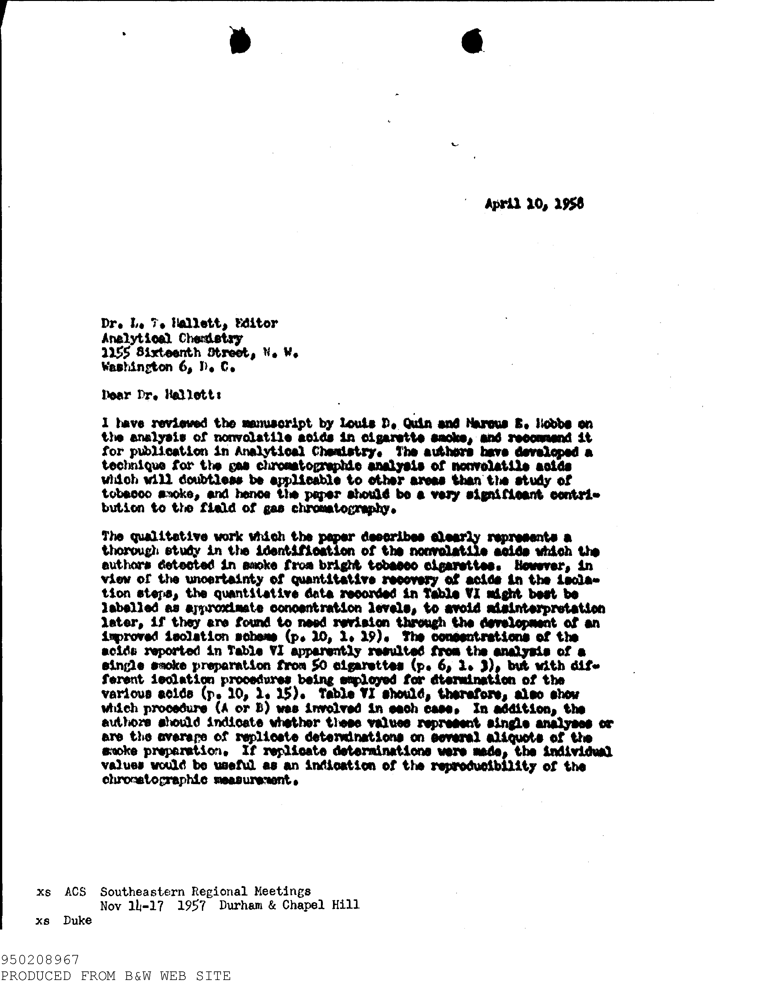 April 10, 1958
Dr. L. T. Hallett, Editor
Analytical Chemistry
1155 Sixteenth Street, N. W.
Washington 6, D. C.
Dear Dr. Hallett:
I have reviewed the manuscript by Louis D. Quin and Marcus E. Hobbs on
the analysis of nonvolatile acids in cigarette smoke, and recommend it
for publication in Analytical Chemistry. The authors have developed a
technique for the gas chromatographic analysis of nonvolatile acids
which will doubtless be applicable to other areas than the study of
tobacco smoke, and hence the paper should be a very significant contri-
bution to the field of gas chromatography.
The qualitative work which the paper describes clearly represents a
thorough study in the identification of the nonvolatile acids which the
authors detected in smoke from bright tobacco cigarettes. However, in
view of the uncertainty of quantitative recovery of acids in the isola-
tion steps, the quantitative data recorded in Table VI might best be
labelled as approximate concentration levels, to avoid misinterpretation
later, if they are found to need revision through the development of an
improved isolation scheme (p. 10, l. 19). The concentrations of the
acids reported in Table VI apparently resulted from the analysis of a
single smoke preparation from 50 cigarettes (p. 6, l. 3), but with dif-
ferent isolation procedures being employed for dtermination of the
various acids (p. 10, l. 15). Table VI should, therefore, also show
which procedure (A or B) was involved in each case. In addition, the
authors should indicate whether these values represent single analyses or
are the average of replicate determinations on several aliquots of the
smoke preparation. If replicate determinations were made, the individual
values would be useful as an indication of the reproducibility of the
chromatographic measurement.
xs ACS Southeastern Regional Meetings
Nov 14-17 1957 Durham & Chapel Hill
xs Duke
950208967
PRODUCED FROM B&W WEB SITE